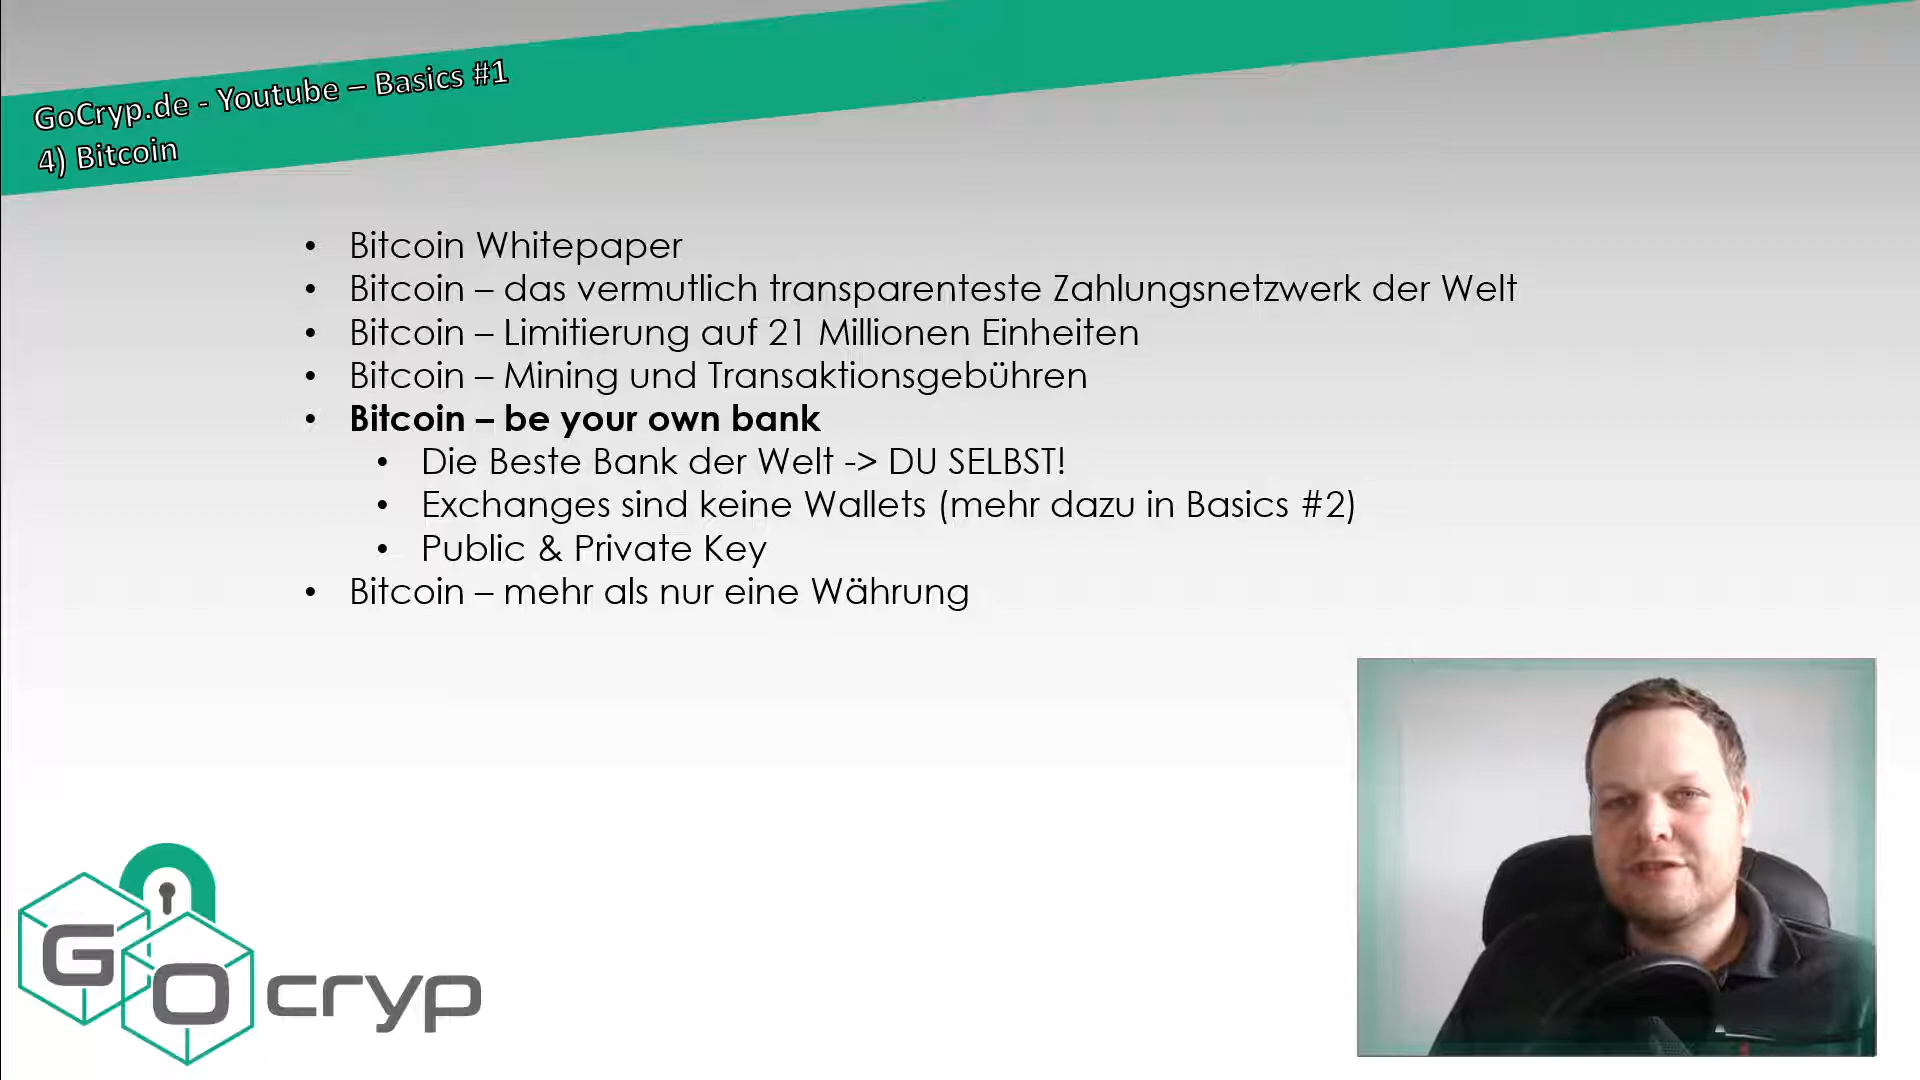 GoCryp.de - Youtube – Basics #1
4) Bitcoin
• Bitcoin Whitepaper
• Bitcoin – das vermutlich transparenteste Zahlungsnetzwerk der Welt
• Bitcoin – Limitierung auf 21 Millionen Einheiten
• Bitcoin – Mining und Transaktionsgebühren
• Bitcoin – be your own bank
• Die Beste Bank der Welt -> DU SELBST!
• Exchanges sind keine Wallets (mehr dazu in Basics #2)
• Public & Private Key
• Bitcoin – mehr als nur eine Währung
GO cryp